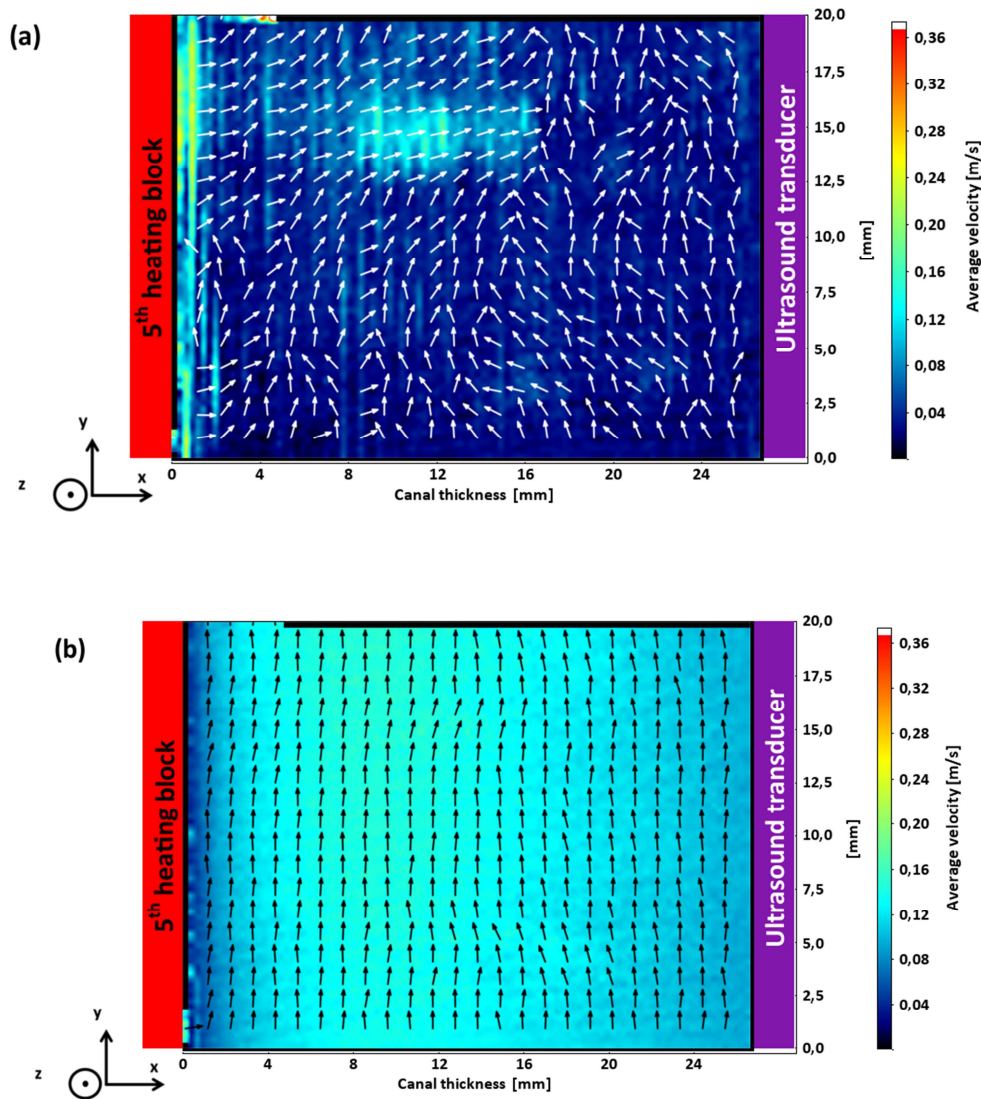 (a)
5th heating block
Ultrasound transducer
20,0
17,5
15,0
12,5
10,0
7,5
5,0
2,5
0,0
[mm]
0,36
0,32
0,28
0,24
0,20
0,16
0,12
0,08
0,04
Average velocity [m/s]
y
x
z
0
4
8
12
16
20
24
Canal thickness [mm]
(b)
5th heating block
Ultrasound transducer
20,0
17,5
15,0
12,5
10,0
7,5
5,0
2,5
0,0
[mm]
0,36
0,32
0,28
0,24
0,20
0,16
0,12
0,08
0,04
Average velocity [m/s]
y
x
z
0
4
8
12
16
20
24
Canal thickness [mm]